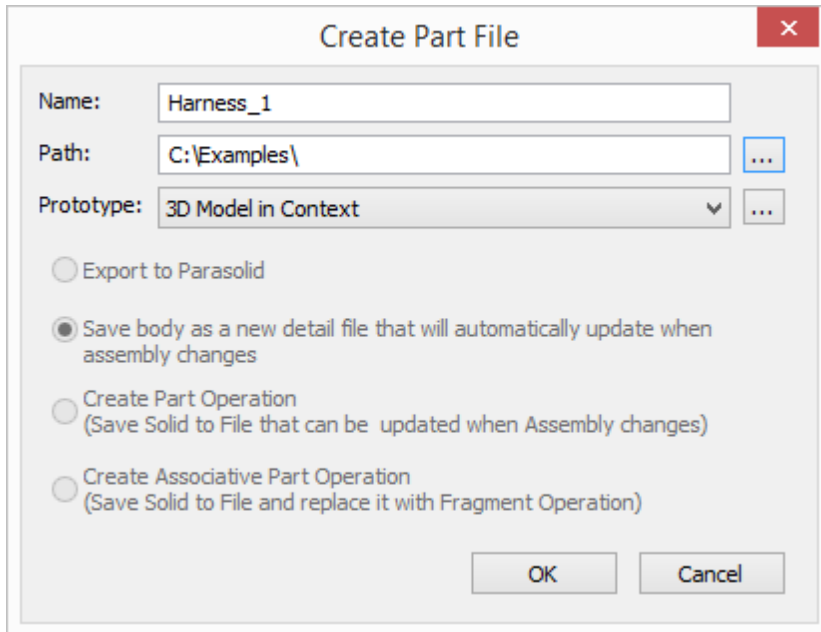 Create Part File
Name: Harness_1
Path: C:\Examples\ ...
Prototype: 3D Model in Context ...
Export to Parasolid
Save body as a new detail file that will automatically update when
assembly changes
Create Part Operation
(Save Solid to File that can be updated when Assembly changes)
Create Associative Part Operation
(Save Solid to File and replace it with Fragment Operation)
OK Cancel